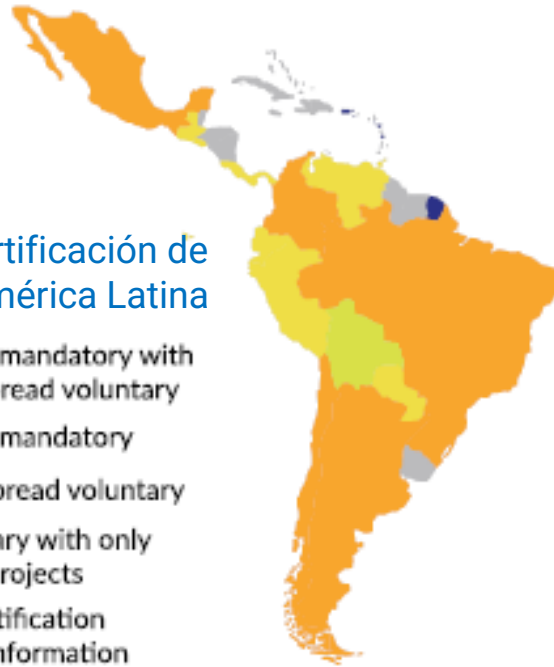 rtificación de
mérica Latina
mandatory with
read voluntary
mandatory
pread voluntary
ary with only
rojects
tification
nformation